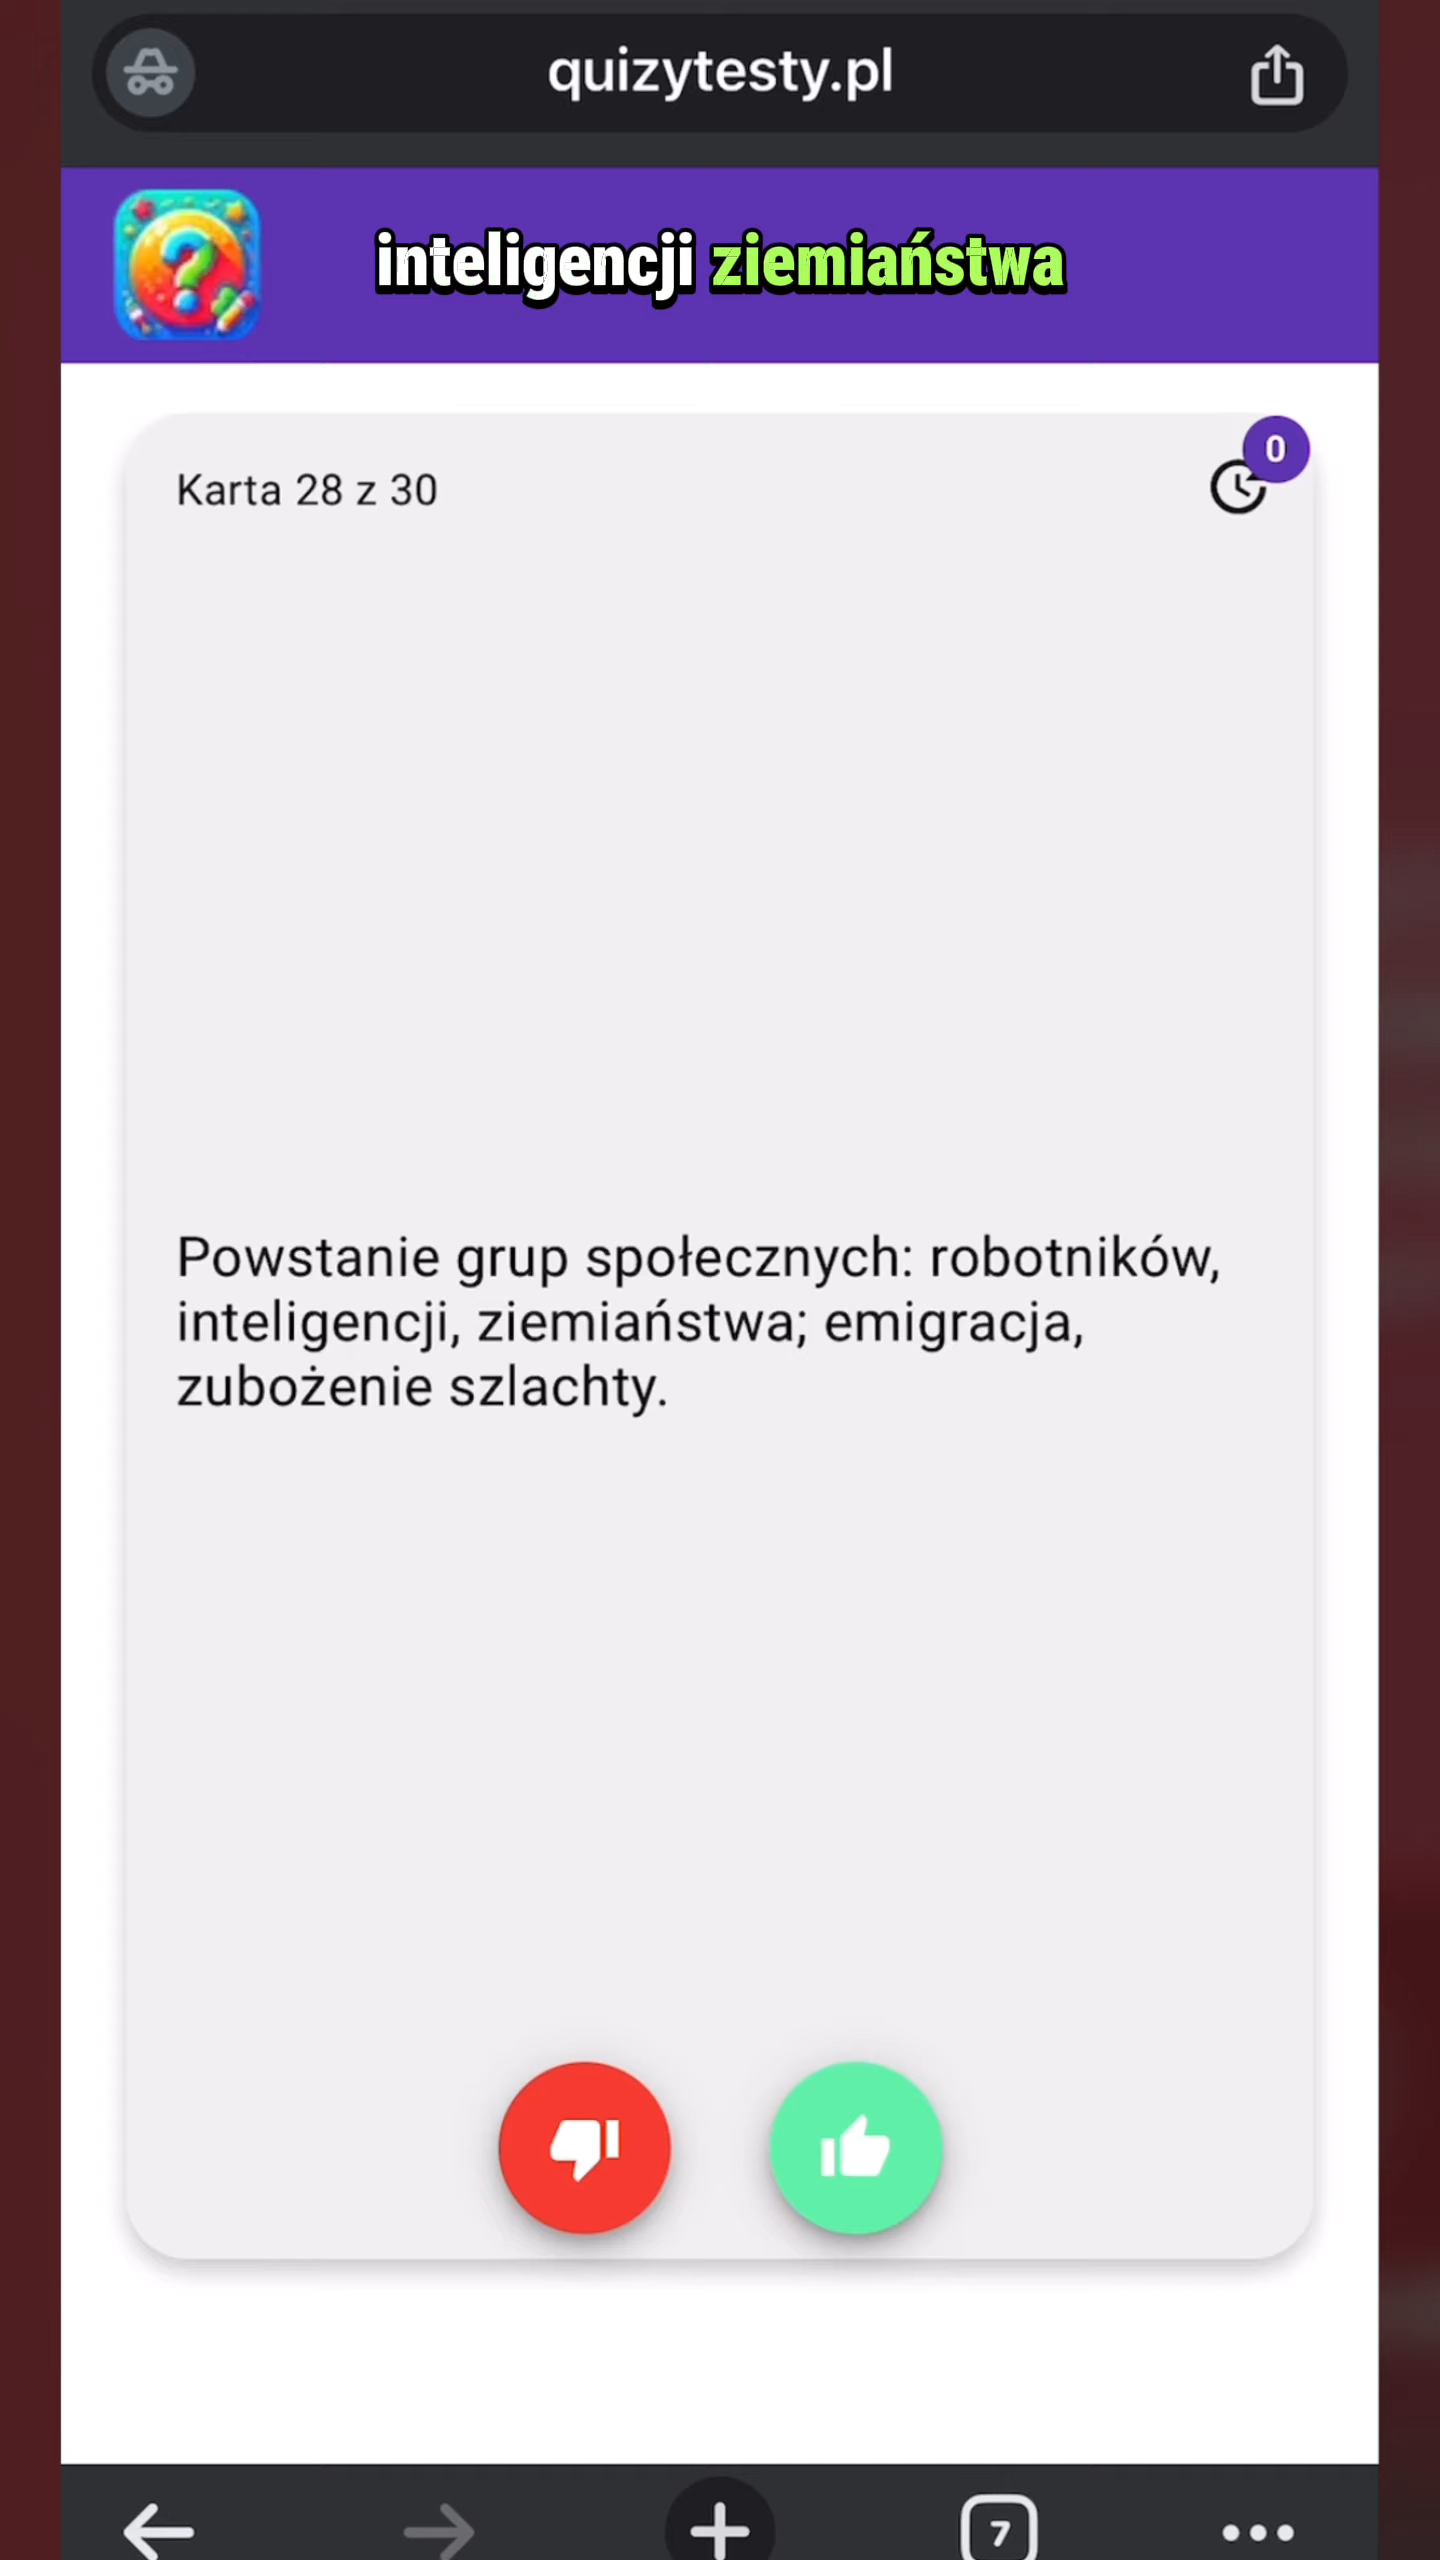 quizytesty.pl
inteligencji ziemiaństwa
0
Karta 28 z 30
Powstanie grup społecznych: robotników,
inteligencji, ziemiaństwa; emigracja,
zubożenie szlachty.
7